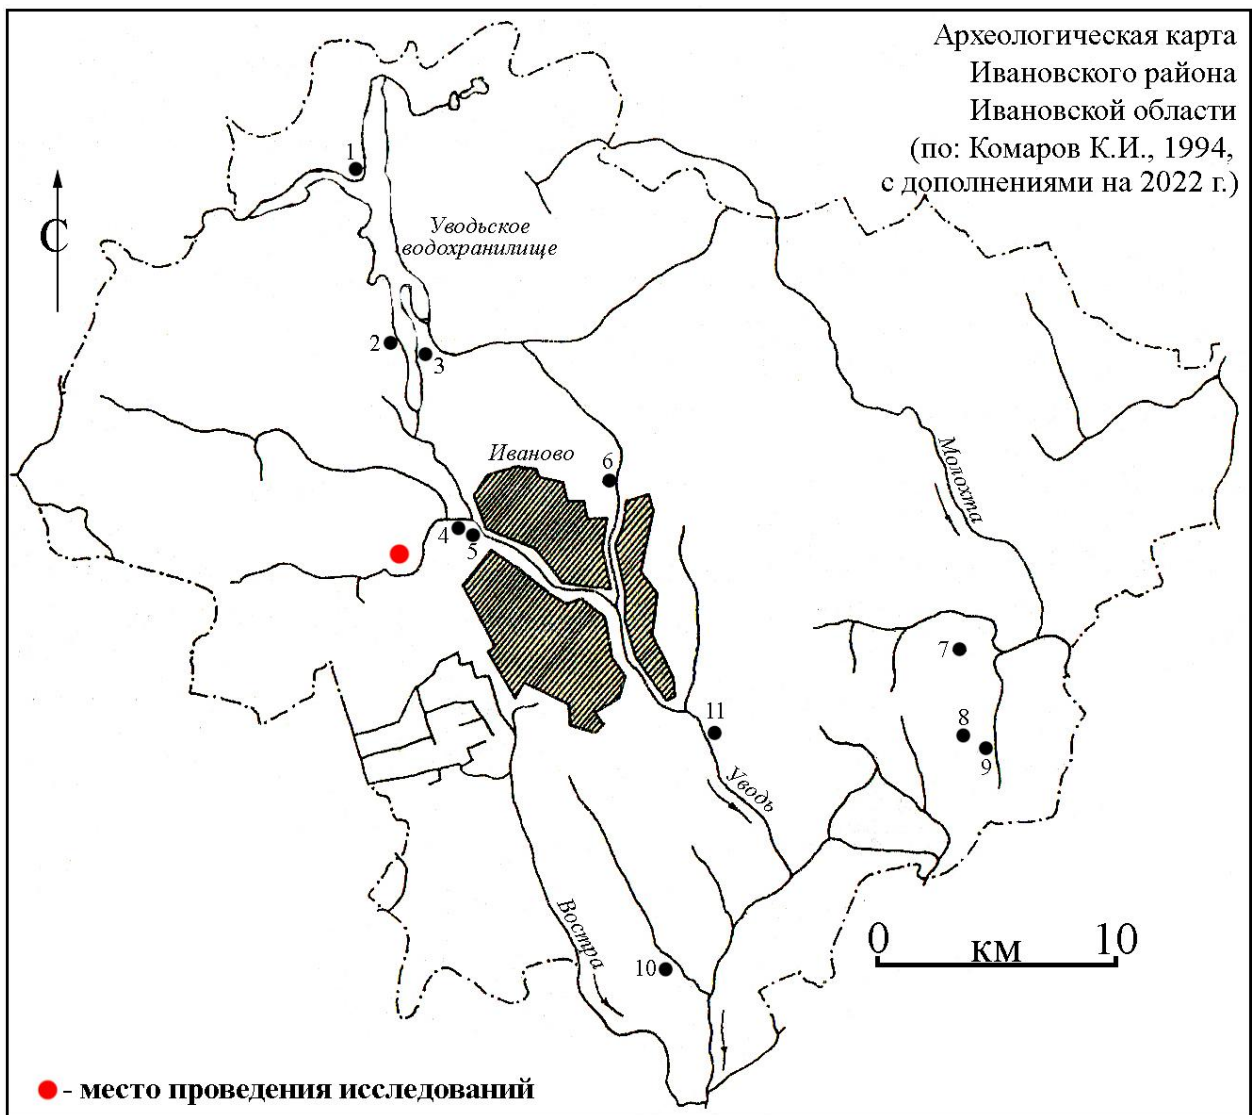 Археологическая карта
Ивановского района
Ивановской области
(по: Комаров К.И., 1994,
с дополнениями на 2022 г.)
1
С
Уводьское
водохранилище
2
3
Иваново
6
Молохта
4
5
7
11
8
9
Уводь
Востра
10
0 км 10
- место проведения исследований